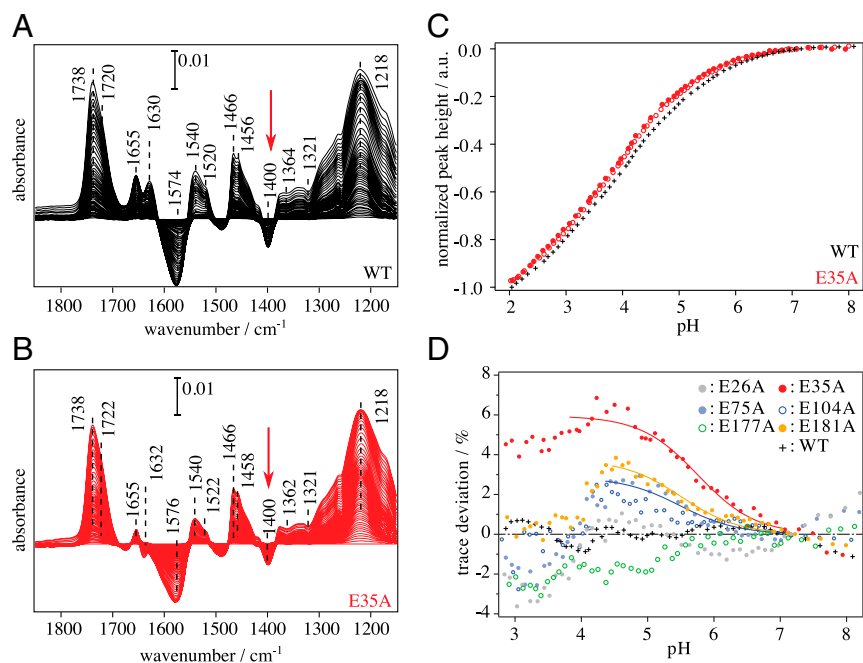 A
0.01
1738
1720
1655
1630
1574
1540
1520
1466
1456
1400
1364
1321
1218
absorbance
WT
1800 1700 1600 1500 1400 1300 1200
wavenumber / cm-1
B
0.01
1738
1722
1655
1632
1576
1540
1522
1466
1458
1400
1362
1321
1218
absorbance
E35A
1800 1700 1600 1500 1400 1300 1200
wavenumber / cm-1
C
normalized peak height / a.u.
0.0
-0.2
-0.4
-0.6
-0.8
-1.0
WT
E35A
2 3 4 5 6 7 8
pH
D
trace deviation / %
8
6
4
2
0
-2
-4
: E26A : E35A
: E75A : E104A
: E177A : E181A
+ : WT
3 4 5 6 7 8
pH